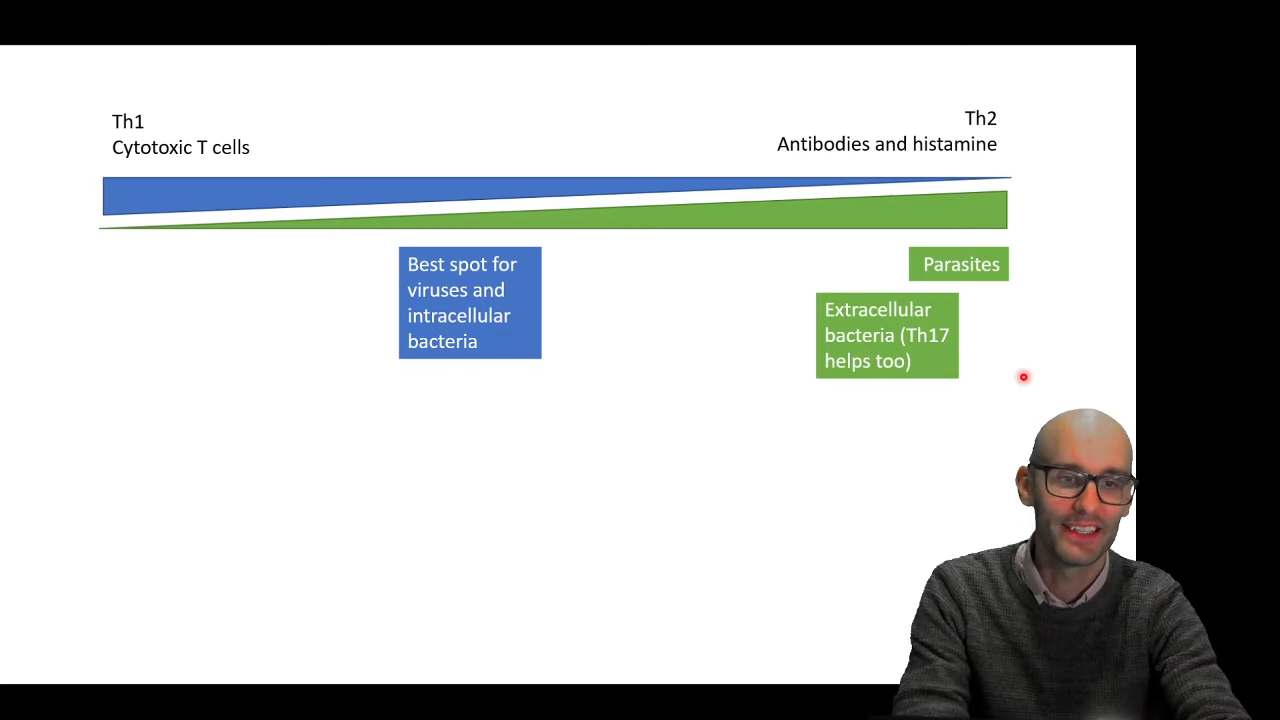 Th1
Cytotoxic T cells
Th2
Antibodies and histamine
Best spot for
viruses and
intracellular
bacteria
Parasites
Extracellular
bacteria (Th17
helps too)